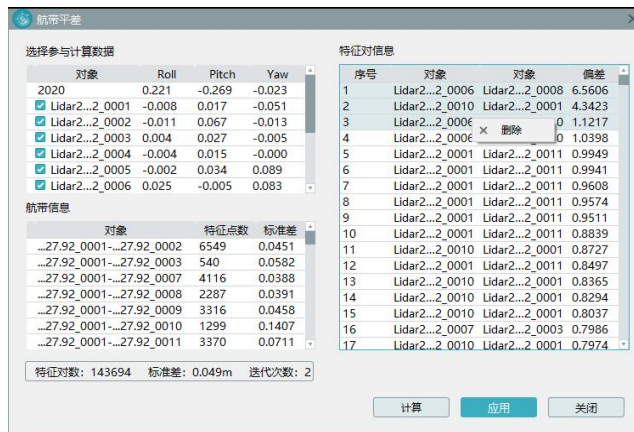 航带平差
选择参与计算数据
对象 Roll Pitch Yaw
2020 0.221 -0.269 -0.023
Lidar2...2_0001 -0.008 0.017 -0.051
Lidar2...2_0002 -0.011 0.067 -0.013
Lidar2...2_0003 0.004 0.027 -0.005
Lidar2...2_0004 -0.004 0.015 -0.000
Lidar2...2_0005 -0.002 0.034 0.089
Lidar2...2_0006 0.025 -0.005 0.083
航带信息
对象 特征点数 标准差
...27.92_0001-...27.92_0002 6549 0.0451
...27.92_0001-...27.92_0003 540 0.0582
...27.92_0001-...27.92_0007 4116 0.0388
...27.92_0001-...27.92_0008 2287 0.0391
...27.92_0001-...27.92_0009 3316 0.0458
...27.92_0001-...27.92_0010 1299 0.1407
...27.92_0001-...27.92_0011 3370 0.0711
特征对数: 143694 标准差: 0.049m 迭代次数: 2
特征对信息
序号 对象 对象 偏差
1 Lidar2...2_0006 Lidar2...2_0008 6.5606
2 Lidar2...2_0010 Lidar2...2_0001 4.3423
3 Lidar2...2_0006 0 1.1217
删除
4 Lidar2...2_0006 0 1.0398
5 Lidar2...2_0001 Lidar2...2_0011 0.9949
6 Lidar2...2_0001 Lidar2...2_0011 0.9941
7 Lidar2...2_0001 Lidar2...2_0011 0.9608
8 Lidar2...2_0001 Lidar2...2_0011 0.9574
9 Lidar2...2_0001 Lidar2...2_0011 0.9511
10 Lidar2...2_0001 Lidar2...2_0011 0.8839
11 Lidar2...2_0010 Lidar2...2_0001 0.8727
12 Lidar2...2_0001 Lidar2...2_0011 0.8497
13 Lidar2...2_0010 Lidar2...2_0001 0.8365
14 Lidar2...2_0010 Lidar2...2_0001 0.8294
15 Lidar2...2_0010 Lidar2...2_0001 0.8037
16 Lidar2...2_0007 Lidar2...2_0003 0.7986
17 Lidar2...2_0010 Lidar2...2_0001 0.7974
计算 应用 关闭